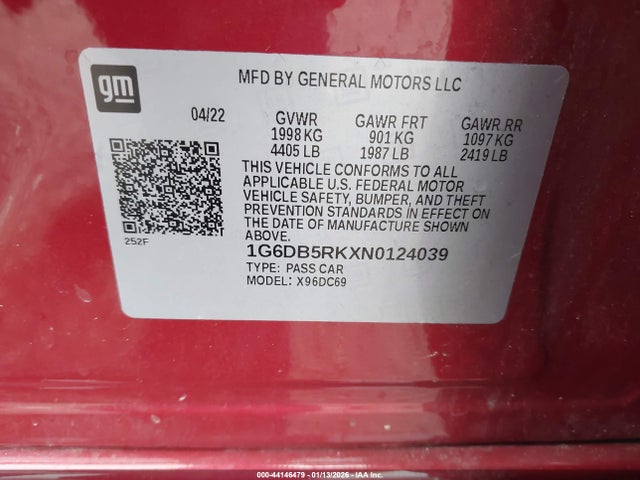 gm
MFD BY GENERAL MOTORS LLC
04/22 GVWR GAWR FRT GAWR RR
1998 KG 901 KG 1097 KG
4405 LB 1987 LB 2419 LB
THIS VEHICLE CONFORMS TO ALL
APPLICABLE U.S. FEDERAL MOTOR
VEHICLE SAFETY, BUMPER, AND THEFT
PREVENTION STANDARDS IN EFFECT ON
THE DATE OF MANUFACTURE SHOWN
ABOVE.
252F
1G6DB5RKXN0124039
TYPE: PASS CAR
MODEL: X96DC69
000-44146479 - 01/13/2026 - IAA Inc.